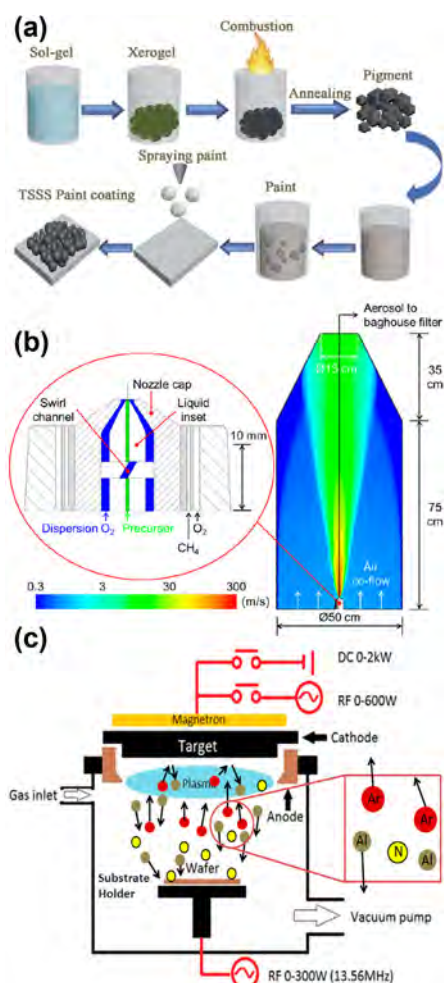 (a)
Combustion
Sol-gel
Xerogel
Annealing
Pigment
Spraying paint
TSSS Paint coating
Paint
(b)
Aerosol to
baghouse filter
Ø15 cm
35 cm
Nozzle cap
Swirl
channel
Liquid
inset
10 mm
75 cm
Dispersion O2
Precursor
O2
CH4
Air
co-flow
0.3
3
30
300
(m/s)
Ø50 cm
(c)
DC 0-2kW
RF 0-600W
Magnetron
Target
Cathode
Plasma
Gas inlet
Anode
Ar
Ar
Al
N
Al
Wafer
Substrate
Holder
Vacuum pump
RF 0-300W (13.56MHz)